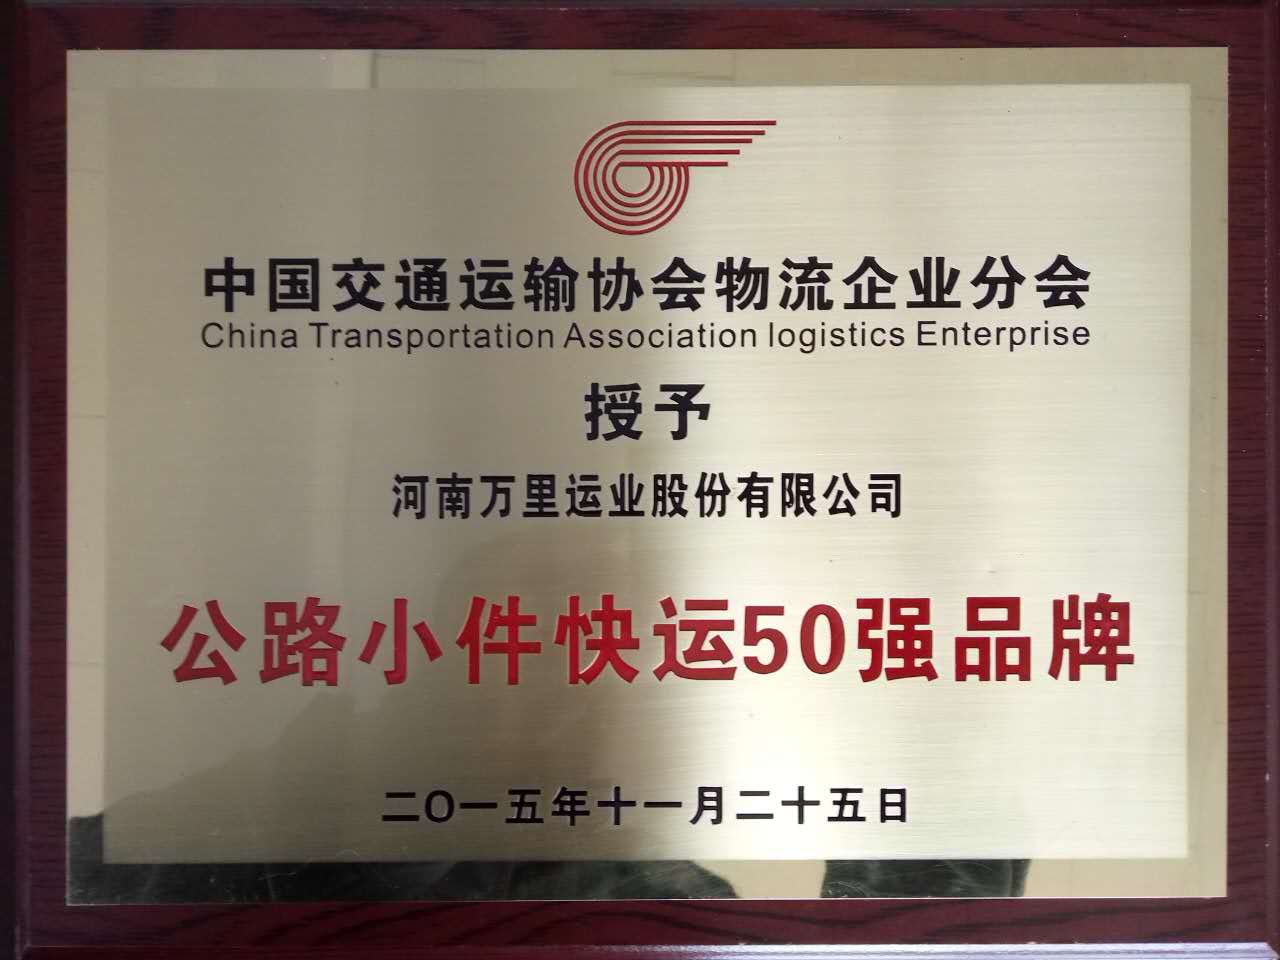 中国交通运输协会物流企业分会
China Transportation Association logistics Enterprise
授予
河南万里运业股份有限公司
公路小件快运50强品牌
二〇一五年十一月二十五日